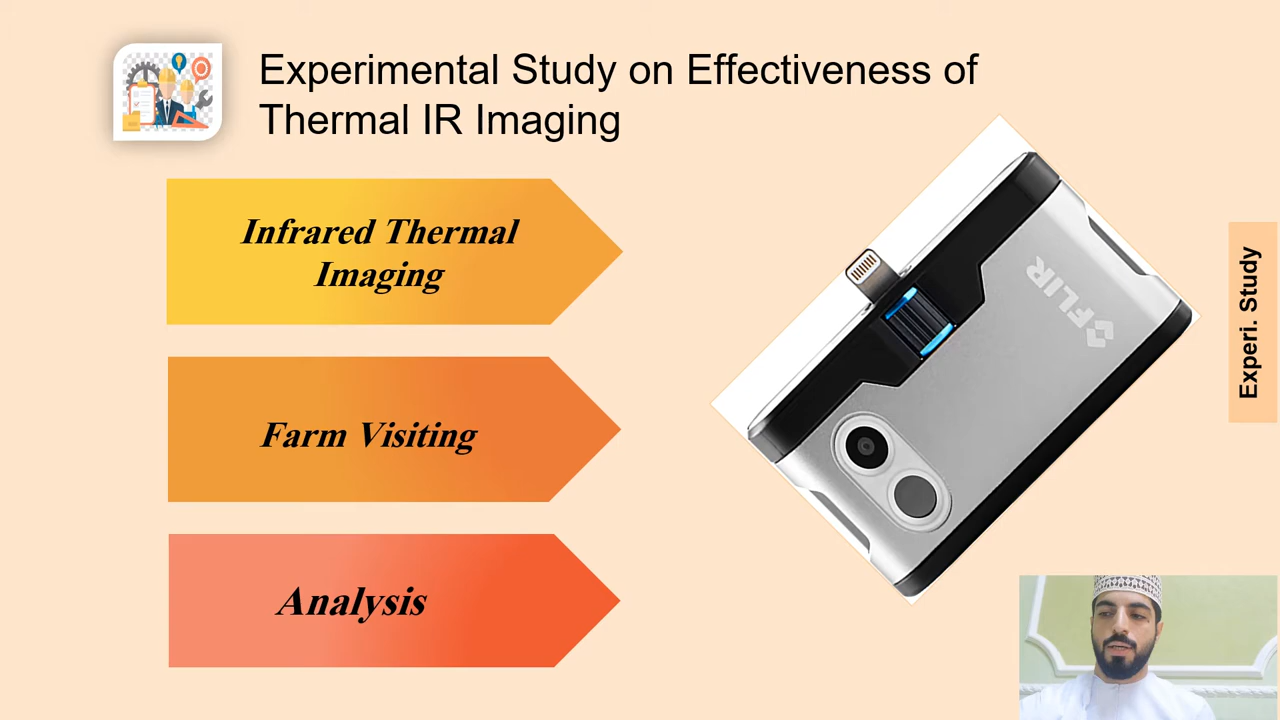 Experimental Study on Effectiveness of
Thermal IR Imaging
Infrared Thermal
Imaging
Farm Visiting
Analysis
FLIR
Experi. Study